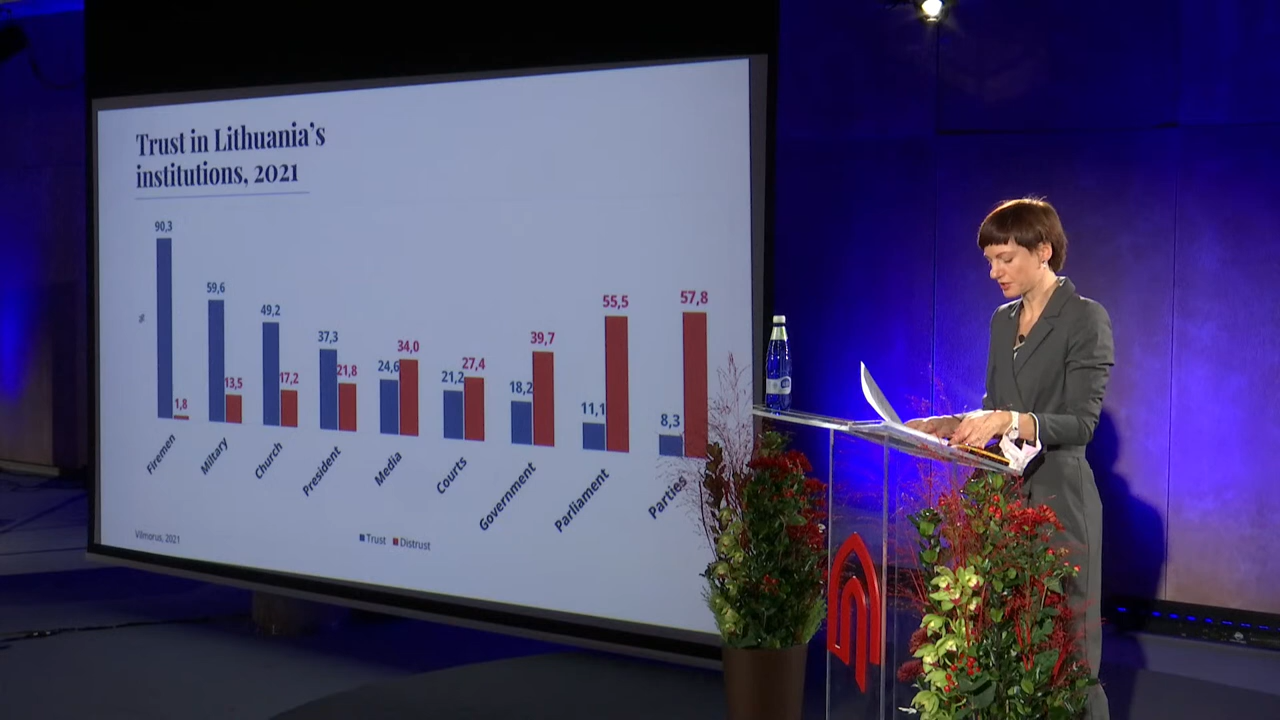 Trust in Lithuania's
institutions, 2021
90,3
59,6
49,2
37,3
24,6
34,0
21,2
27,4
18,2
39,7
11,1
55,5
8,3
57,8
1,8
13,5
17,2
21,8
%
Firemen
Miltary
Church
President
Media
Courts
Government
Parliament
Parties
Vilmorus, 2021
Trust
Distrust